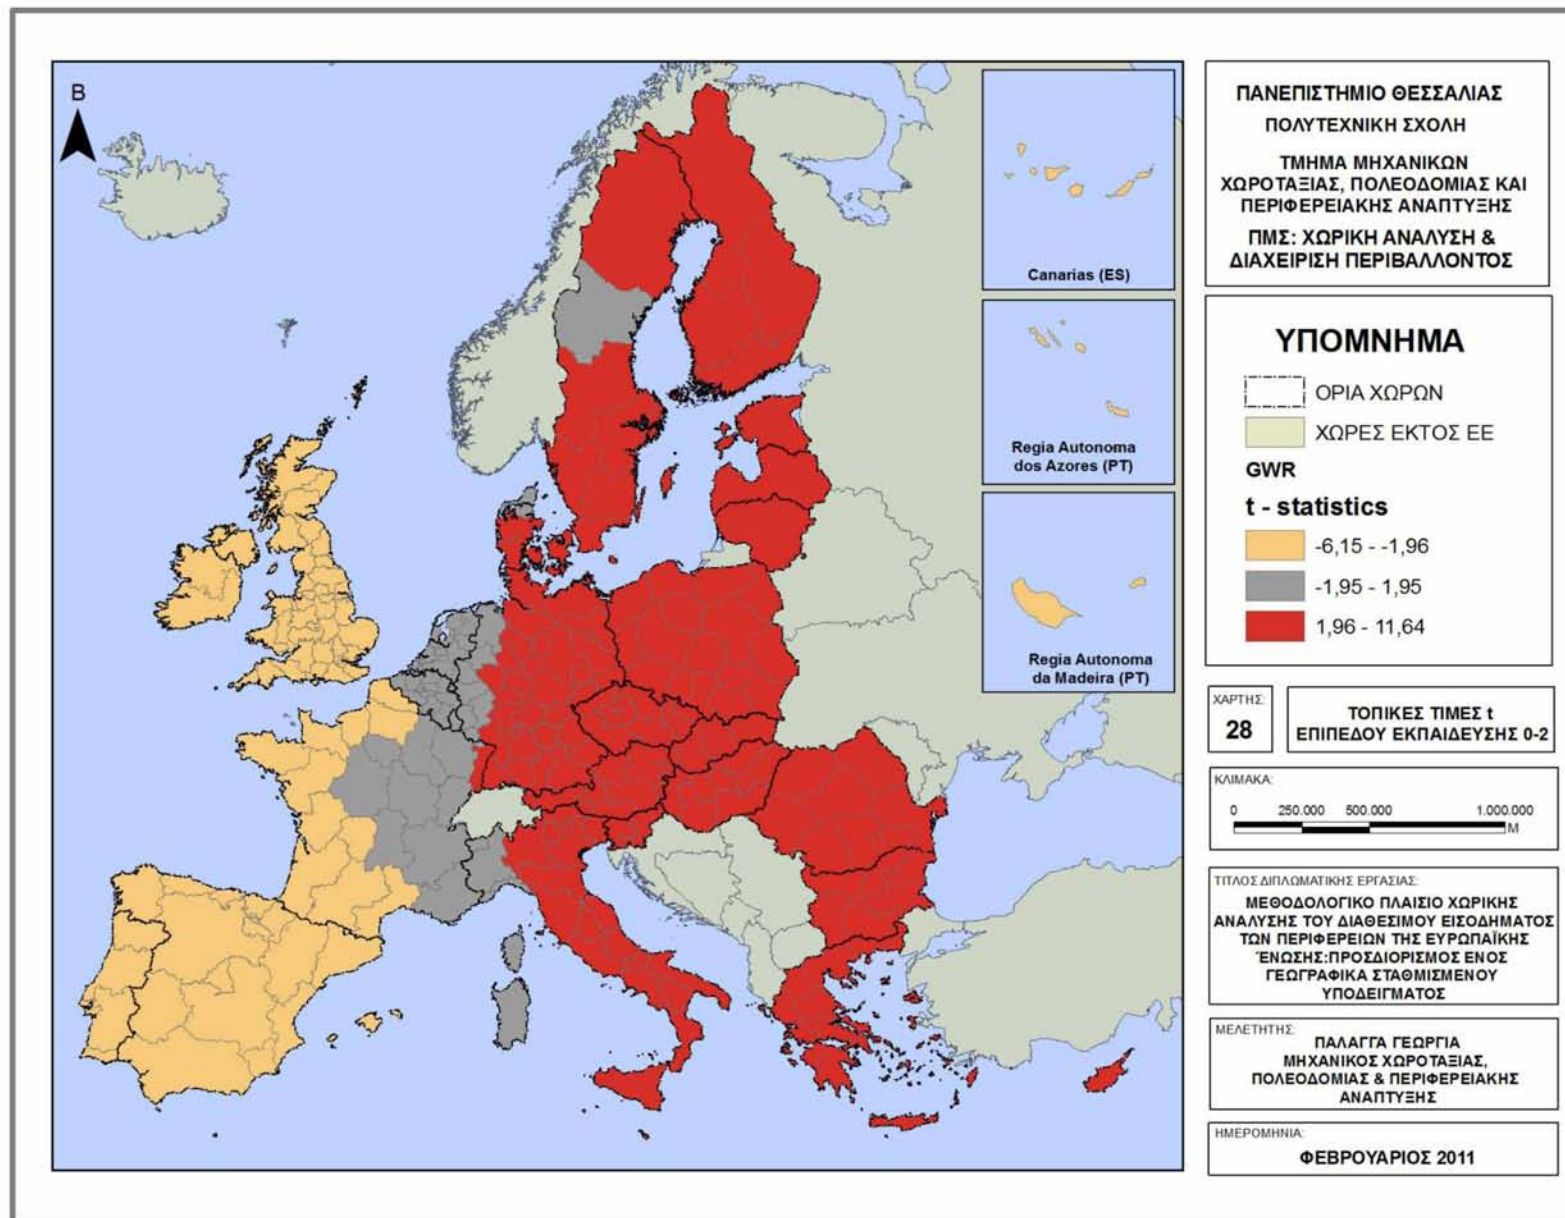 B
Canarias (ES)
Regia Autonoma
dos Azores (PT)
Regia Autonoma
da Madeira (PT)
ΠΑΝΕΠΙΣΤΗΜΙΟ ΘΕΣΣΑΛΙΑΣ
ΠΟΛΥΤΕΧΝΙΚΗ ΣΧΟΛΗ
ΤΜΗΜΑ ΜΗΧΑΝΙΚΩΝ
ΧΩΡΟΤΑΞΙΑΣ, ΠΟΛΕΟΔΟΜΙΑΣ ΚΑΙ
ΠΕΡΙΦΕΡΕΙΑΚΗΣ ΑΝΑΠΤΥΞΗΣ
ΠΜΣ: ΧΩΡΙΚΗ ΑΝΑΛΥΣΗ &
ΔΙΑΧΕΙΡΙΣΗ ΠΕΡΙΒΑΛΛΟΝΤΟΣ
ΥΠΟΜΝΗΜΑ
ΟΡΙΑ ΧΩΡΩΝ
ΧΩΡΕΣ ΕΚΤΟΣ ΕΕ
GWR
t - statistics
-6,15 - -1,96
-1,95 - 1,95
1,96 - 11,64
ΧΑΡΤΗΣ:
28
ΤΟΠΙΚΕΣ ΤΙΜΕΣ t
ΕΠΙΠΕΔΟΥ ΕΚΠΑΙΔΕΥΣΗΣ 0-2
ΚΛΙΜΑΚΑ:
0 250.000 500.000 1.000.000
M
ΤΙΤΛΟΣ ΔΙΠΛΩΜΑΤΙΚΗΣ ΕΡΓΑΣΙΑΣ:
ΜΕΘΟΔΟΛΟΓΙΚΟ ΠΛΑΙΣΙΟ ΧΩΡΙΚΗΣ
ΑΝΑΛΥΣΗΣ ΤΟΥ ΔΙΑΘΕΣΙΜΟΥ ΕΙΣΟΔΗΜΑΤΟΣ
ΤΩΝ ΠΕΡΙΦΕΡΕΙΩΝ ΤΗΣ ΕΥΡΩΠΑΪΚΗΣ
ΈΝΩΣΗΣ:ΠΡΟΣΔΙΟΡΙΣΜΟΣ ΕΝΟΣ
ΓΕΩΓΡΑΦΙΚΑ ΣΤΑΘΜΙΣΜΕΝΟΥ
ΥΠΟΔΕΙΓΜΑΤΟΣ
ΜΕΛΕΤΗΤΗΣ:
ΠΑΛΑΓΓΑ ΓΕΩΡΓΙΑ
ΜΗΧΑΝΙΚΟΣ ΧΩΡΟΤΑΞΙΑΣ,
ΠΟΛΕΟΔΟΜΙΑΣ & ΠΕΡΙΦΕΡΕΙΑΚΗΣ
ΑΝΑΠΤΥΞΗΣ
ΗΜΕΡΟΜΗΝΙΑ:
ΦΕΒΡΟΥΑΡΙΟΣ 2011